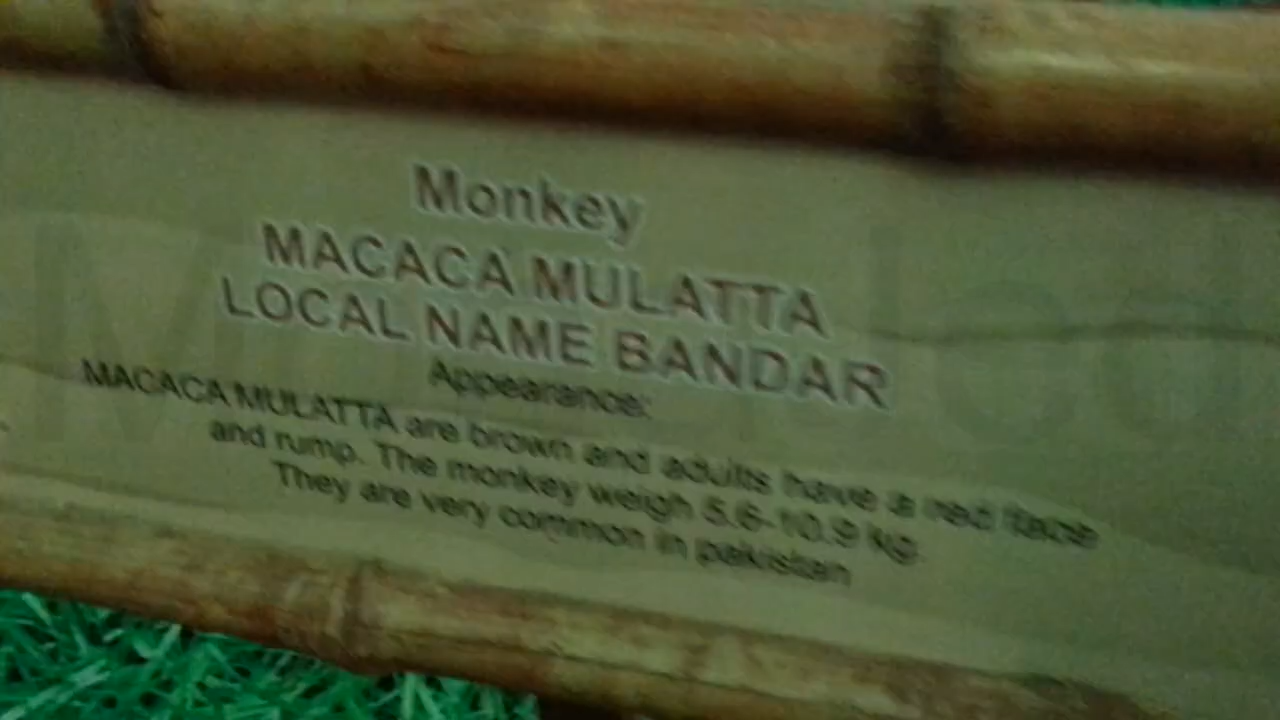 Monkey
MACACA MULATTA
LOCAL NAME BANDAR
Appearance:
MACACA MULATTA are brown and adults have a red face
and rump. The monkey weigh 5.6-10.9 kg.
They are very common in pakistan